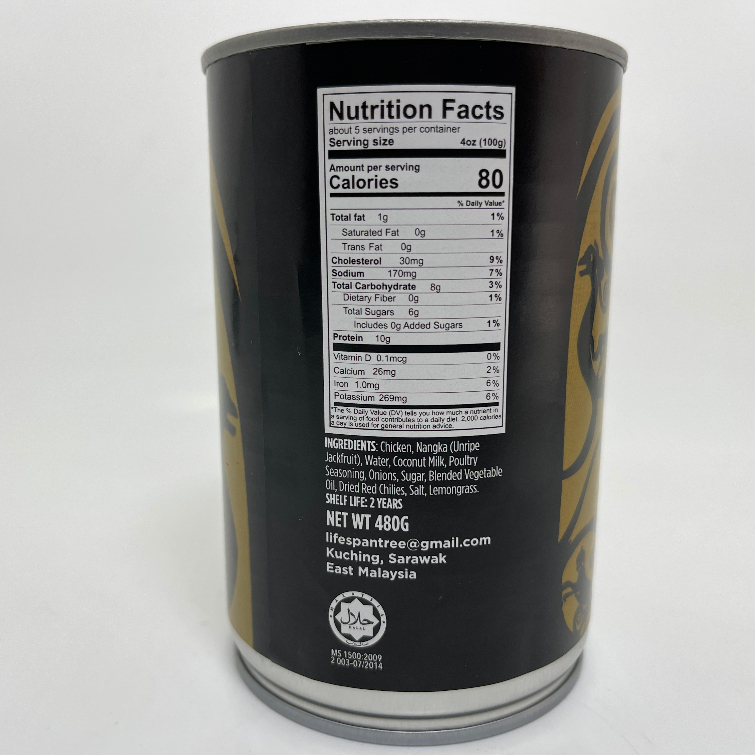 Nutrition Facts
about 5 servings per container
Serving size 4oz (100g)
Amount per serving
Calories 80
% Daily Value*
Total fat 1g 1%
Saturated Fat 0g 1%
Trans Fat 0g
Cholesterol 30mg 9%
Sodium 170mg 7%
Total Carbohydrate 8g 3%
Dietary Fiber 0g 1%
Total Sugars 6g
Includes 0g Added Sugars 1%
Protein 10g
Vitamin D 0.1mcg 0%
Calcium 26mg 2%
Iron 1.0mg 6%
Potassium 269mg 6%
*The % Daily Value (DV) tells you how much a nutrient in
a serving of food contributes to a daily diet. 2,000 calories
a day is used for general nutrition advice.
INGREDIENTS: Chicken, Nangka (Unripe
Jackfruit), Water, Coconut Milk, Poultry
Seasoning, Onions, Sugar, Blended Vegetable
Oil, Dried Red Chilies, Salt, Lemongrass.
SHELF LIFE: 2 YEARS
NET WT 480G
lifespantree@gmail.com
Kuching, Sarawak
East Malaysia
حلال
HALAL
MS 1500:2009
2 003-07/2014